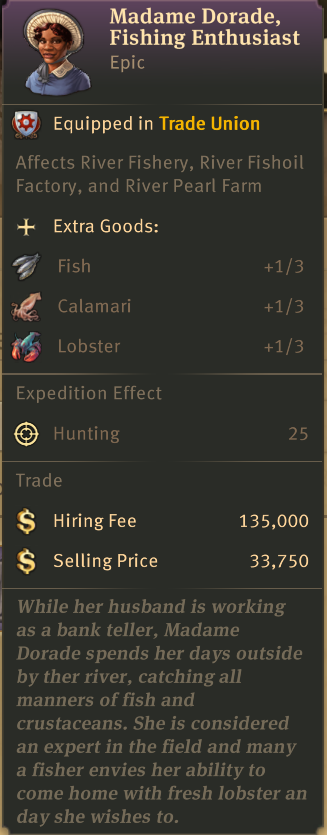 Madame Dorade,
Fishing Enthusiast
Epic
Equipped in Trade Union
Affects River Fishery, River Fishoil
Factory, and River Pearl Farm
Extra Goods:
Fish +1/3
Calamari +1/3
Lobster +1/3
Expedition Effect
Hunting 25
Trade
Hiring Fee 135,000
Selling Price 33,750
While her husband is working
as a bank teller, Madame
Dorade spends her days outside
by ther river, catching all
manners of fish and
crustaceans. She is considered
an expert in the field and many
a fisher envies her ability to
come home with fresh lobster an
day she wishes to.